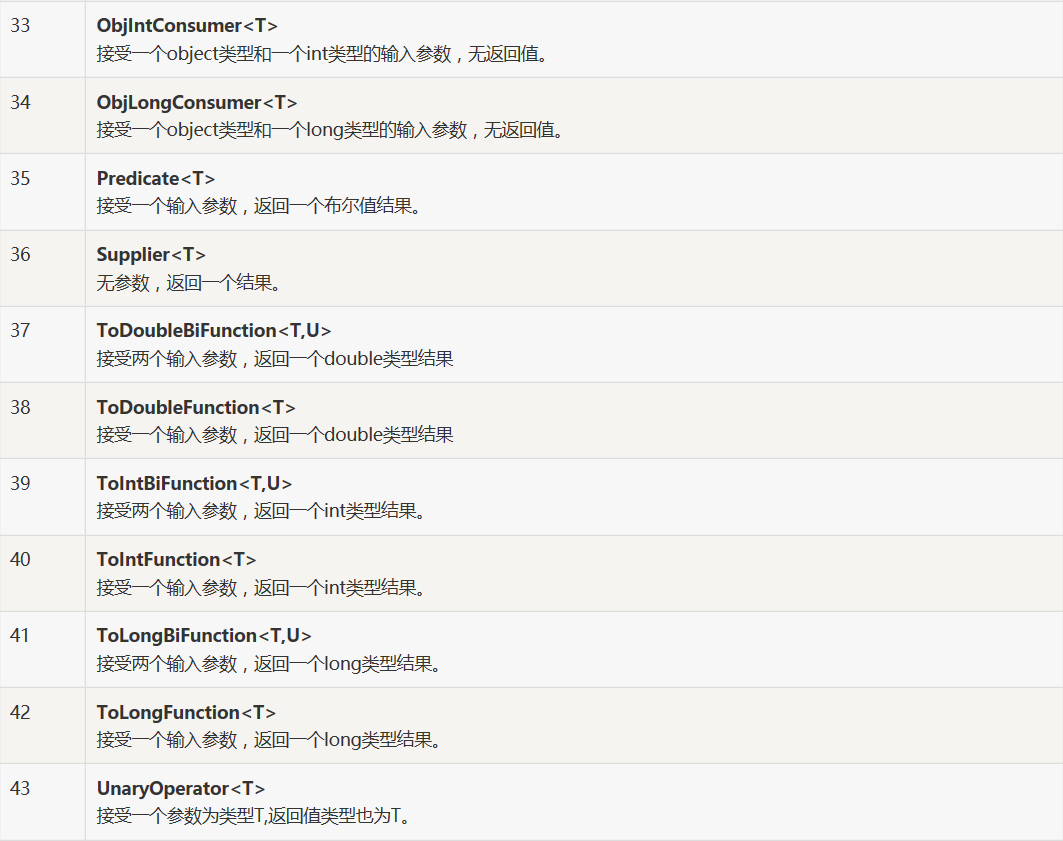 33
ObjIntConsumer<T>
接受一个object类型和一个int类型的输入参数，无返回值。
34
ObjLongConsumer<T>
接受一个object类型和一个long类型的输入参数，无返回值。
35
Predicate<T>
接受一个输入参数，返回一个布尔值结果。
36
Supplier<T>
无参数，返回一个结果。
37
ToDoubleBiFunction<T,U>
接受两个输入参数，返回一个double类型结果
38
ToDoubleFunction<T>
接受一个输入参数，返回一个double类型结果
39
ToIntBiFunction<T,U>
接受两个输入参数，返回一个int类型结果。
40
ToIntFunction<T>
接受一个输入参数，返回一个int类型结果。
41
ToLongBiFunction<T,U>
接受两个输入参数，返回一个long类型结果。
42
ToLongFunction<T>
接受一个输入参数，返回一个long类型结果。
43
UnaryOperator<T>
接受一个参数为类型T,返回值类型也为T。